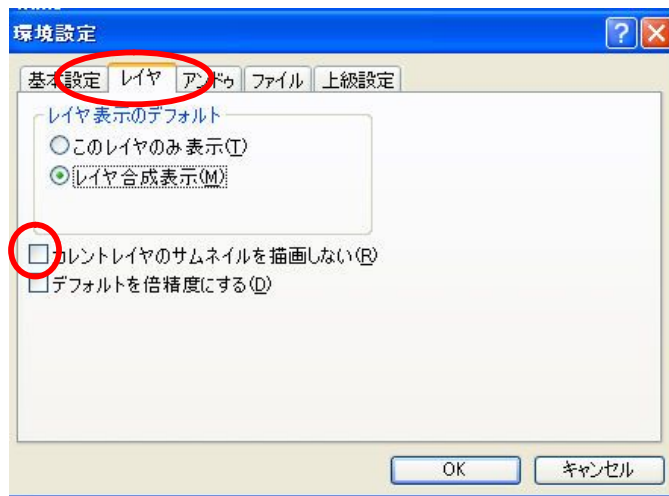 環境設定
基本設定 レイヤ アンドゥ ファイル 上級設定
レイヤ表示のデフォルト
このレイヤのみ表示(T)
レイヤ合成表示(M)
カレントレイヤのサムネイルを描画しない(R)
デフォルトを倍精度にする(D)
OK キャンセル